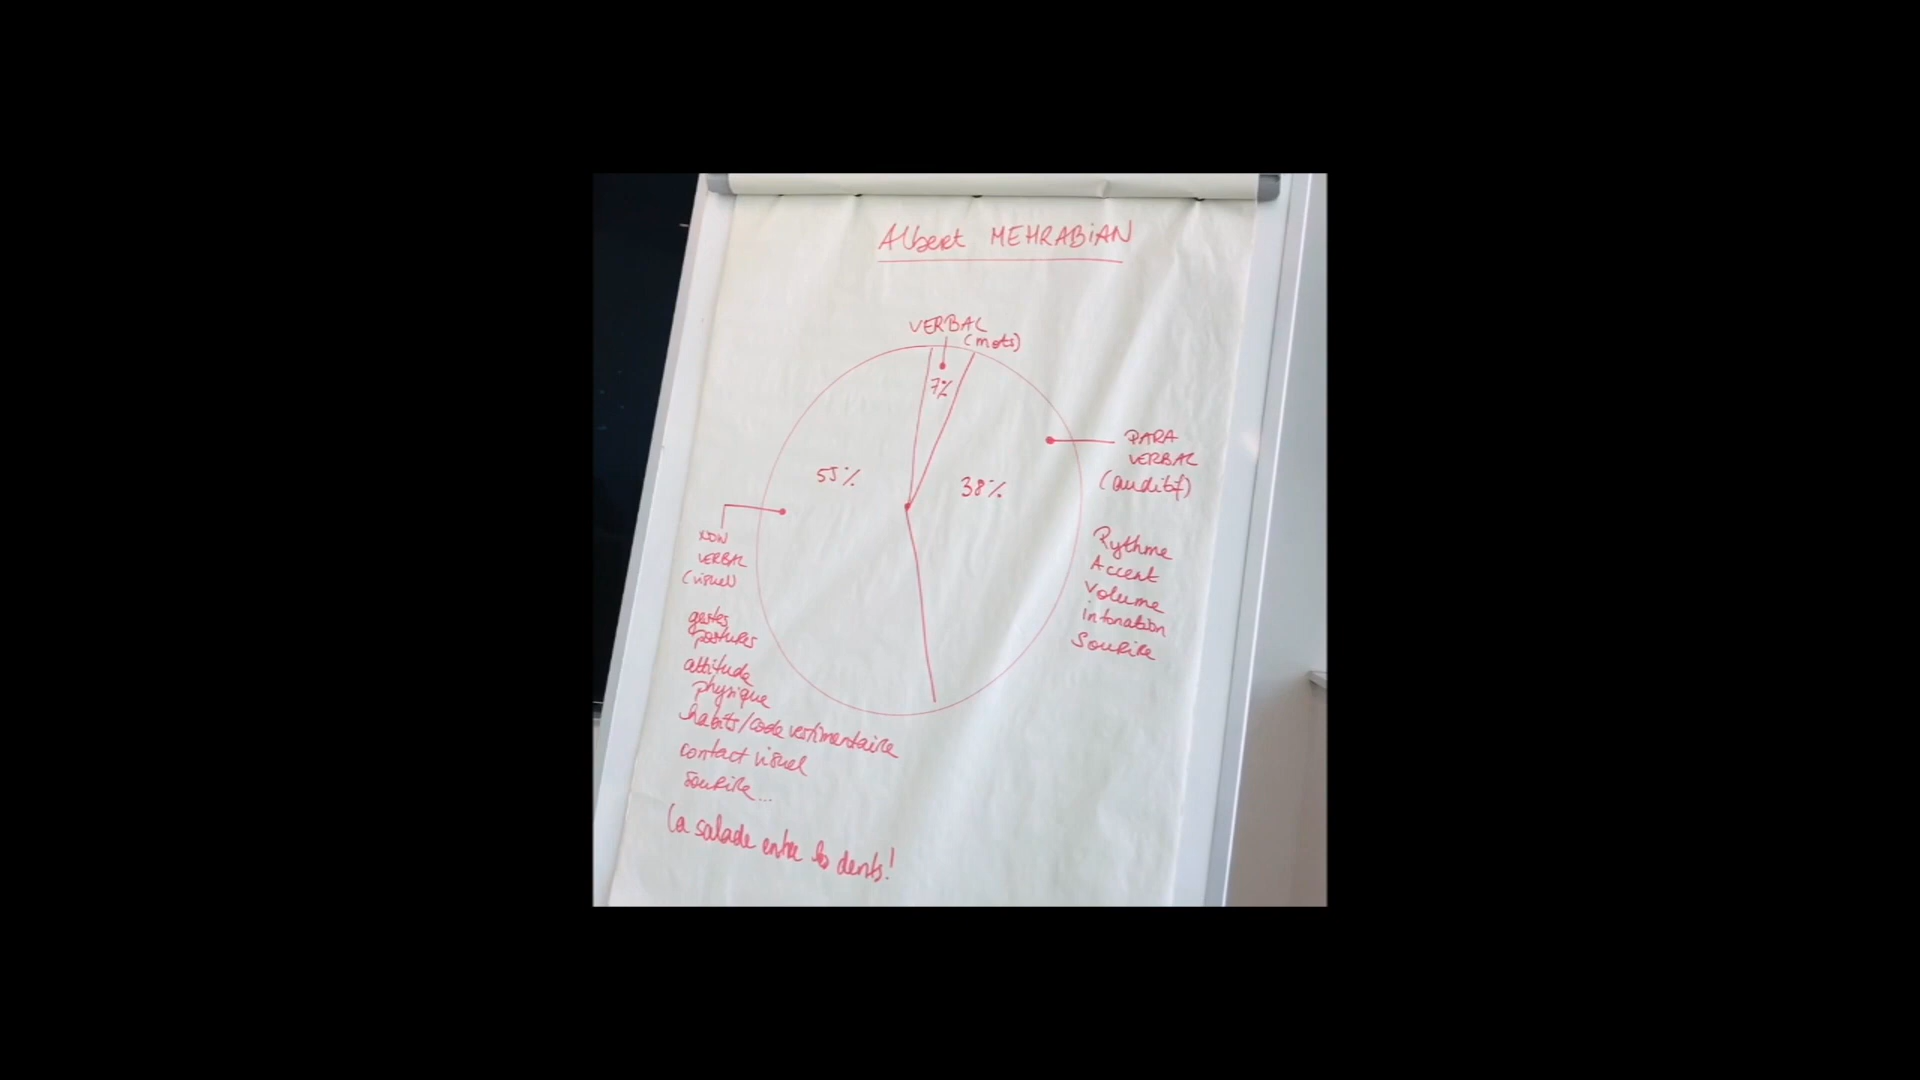 Albert MEHRABIAN
VERBAL
(mots)
7%
55%
38%
PARA
VERBAL
(auditif)
Rythme
Accent
Volume
intonation
Sourire
NON
VERBAL
(visuel)
gestes
postures
attitude
physique
habits/code vestimentaire
contact visuel
Sourire...
La salade entre les dents!